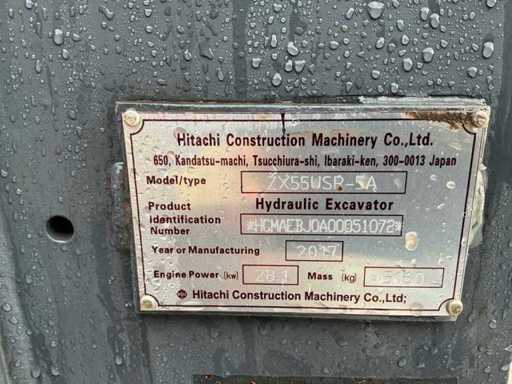 Hitachi Construction Machinery Co.,Ltd.
650, Kandatsu-machi, Tsucchiura-shi, Ibaraki-ken, 300-0013 Japan
Model/type ZX55USR-5A
Product Hydraulic Excavator
Identification Number *HCMAEBJ0A00051072*
Year or Manufacturing 2017
Engine Power (kw) 28.1 Mass (kg)
Hitachi Construction Machinery Co.,Ltd;